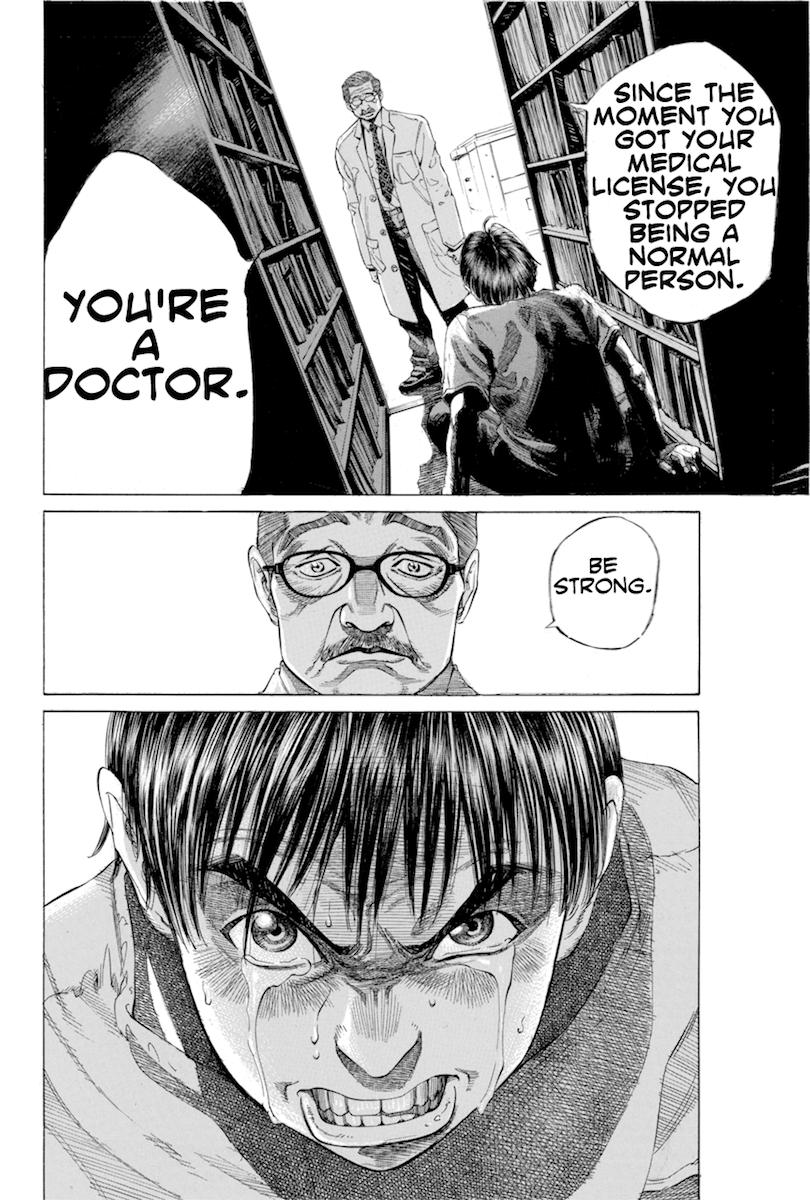 SINCE THE
MOMENT YOU
GOT YOUR
MEDICAL
LICENSE, YOU
STOPPED
BEING A
NORMAL
PERSON.
YOU'RE
A
DOCTOR.
BE
STRONG.